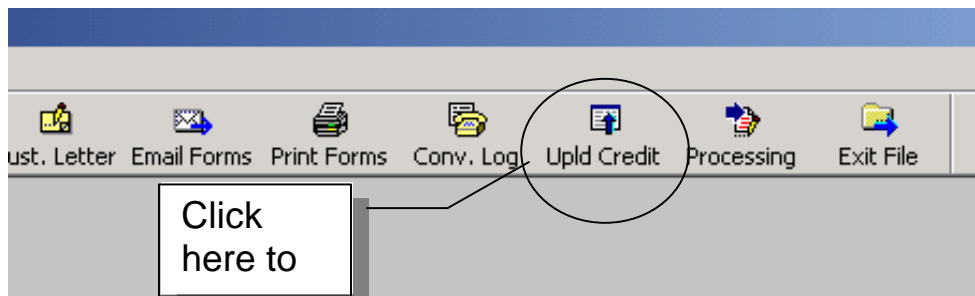 ust. Letter Email Forms Print Forms Conv. Log Upld Credit Processing Exit File
Click
here to